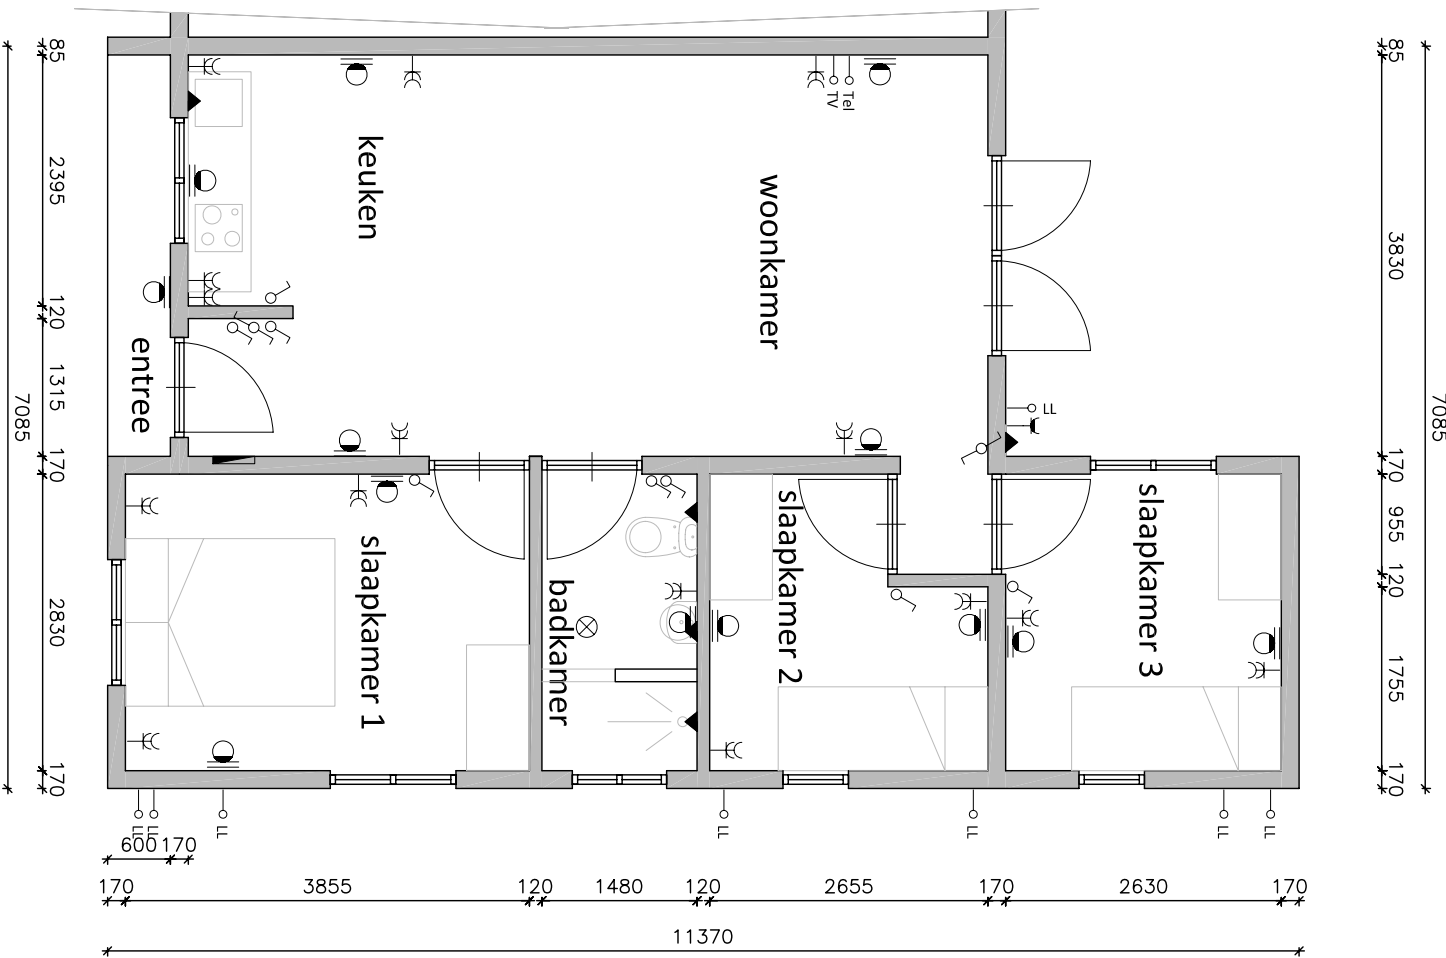 85
2395
120
1315
170
2830
170
7085
85
3830
170
955
120
1755
170
7085
keuken
woonkamer
TV
Tel
entree
LL
slaapkamer 1
badkamer
slaapkamer 2
slaapkamer 3
LL
LL
LL
LL
LL
LL
LL
600 170
170 3855 120 1480 120 2655 170 2630 170
11370